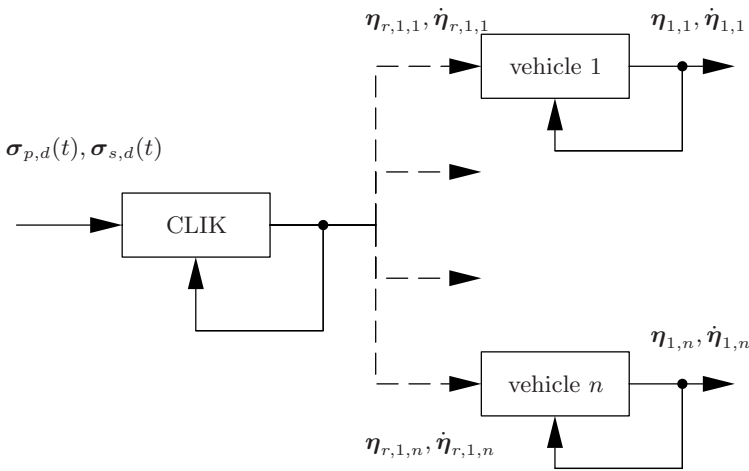 η_{r,1,1}, η̇_{r,1,1}
η_{1,1}, η̇_{1,1}
vehicle 1
σ_{p,d}(t), σ_{s,d}(t)
CLIK
η_{1,n}, η̇_{1,n}
vehicle n
η_{r,1,n}, η̇_{r,1,n}